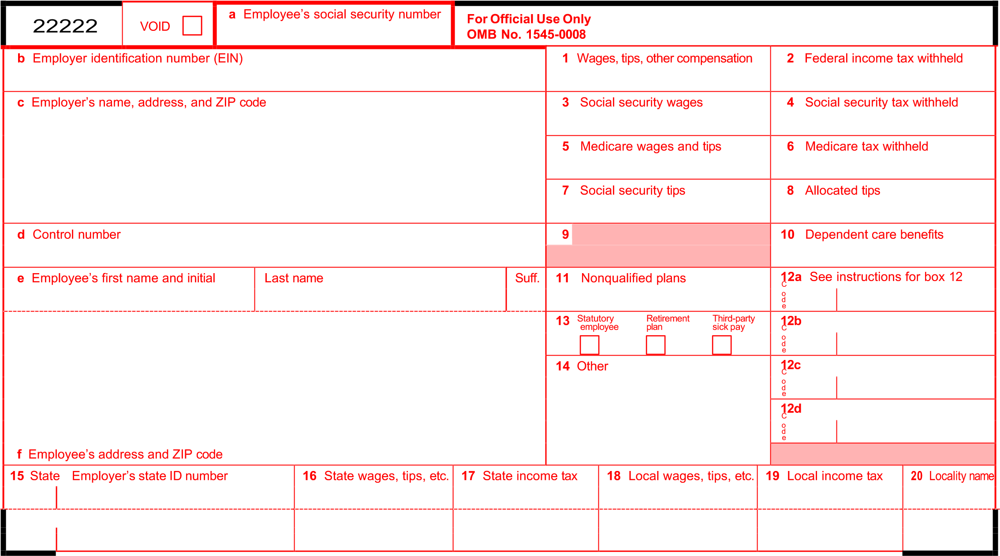 22222
VOID
a Employee’s social security number
For Official Use Only
OMB No. 1545-0008
b Employer identification number (EIN)
1 Wages, tips, other compensation
2 Federal income tax withheld
c Employer’s name, address, and ZIP code
3 Social security wages
4 Social security tax withheld
5 Medicare wages and tips
6 Medicare tax withheld
7 Social security tips
8 Allocated tips
d Control number
9
10 Dependent care benefits
e Employee’s first name and initial
Last name
Suff.
11 Nonqualified plans
12a See instructions for box 12
Code
13 Statutory
employee
Retirement
plan
Third-party
sick pay
12b
Code
14 Other
12c
Code
12d
Code
f Employee’s address and ZIP code
15 State Employer’s state ID number
16 State wages, tips, etc.
17 State income tax
18 Local wages, tips, etc.
19 Local income tax
20 Locality name